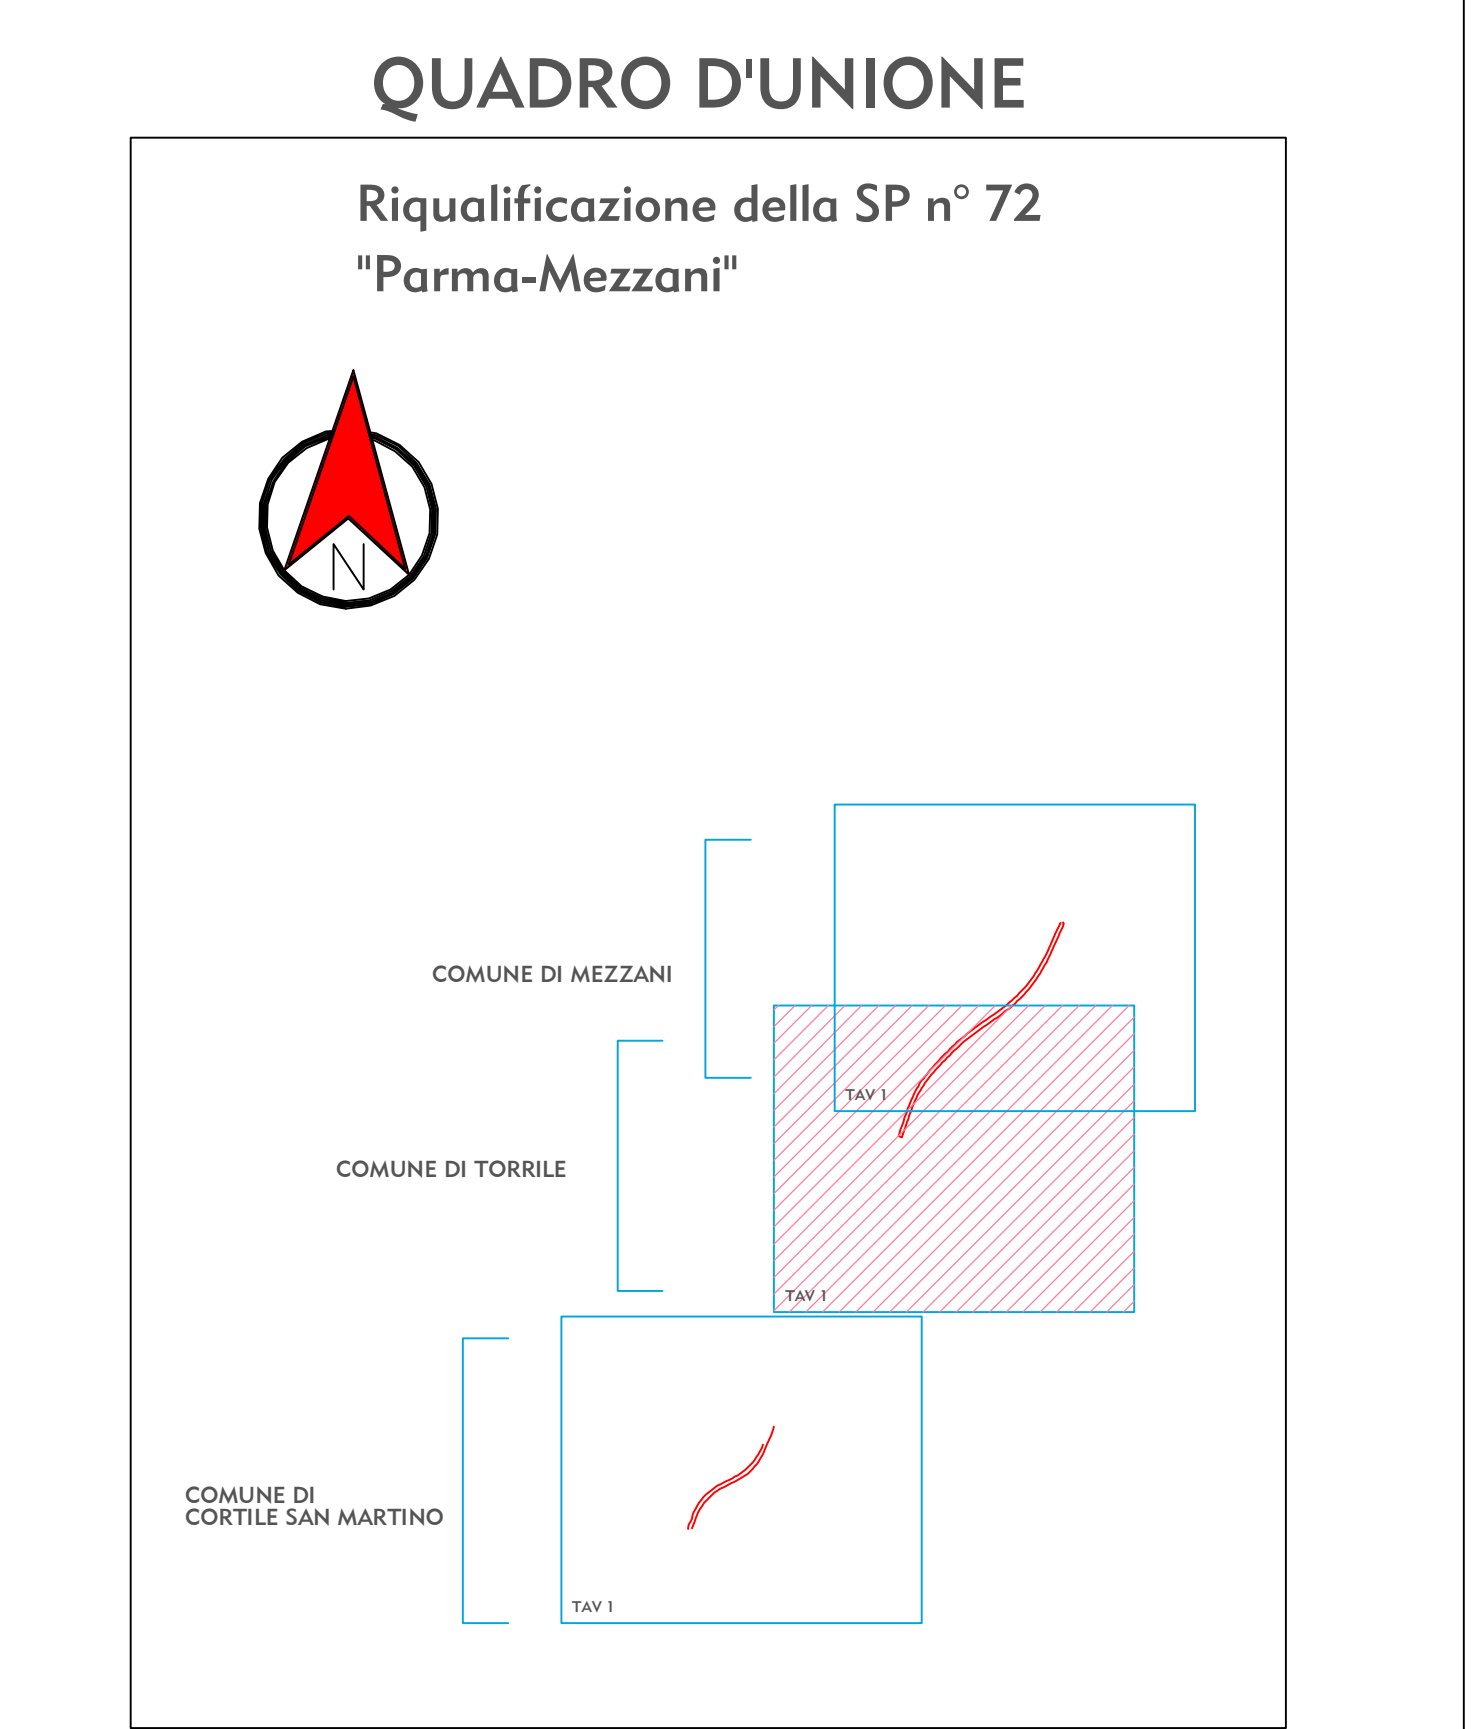 QUADRO D'UNIONE
Riqualificazione della SP n° 72
"Parma-Mezzani"
N
COMUNE DI MEZZANI
TAV 1
COMUNE DI TORRILE
TAV 1
COMUNE DI
CORTILE SAN MARTINO
TAV 1